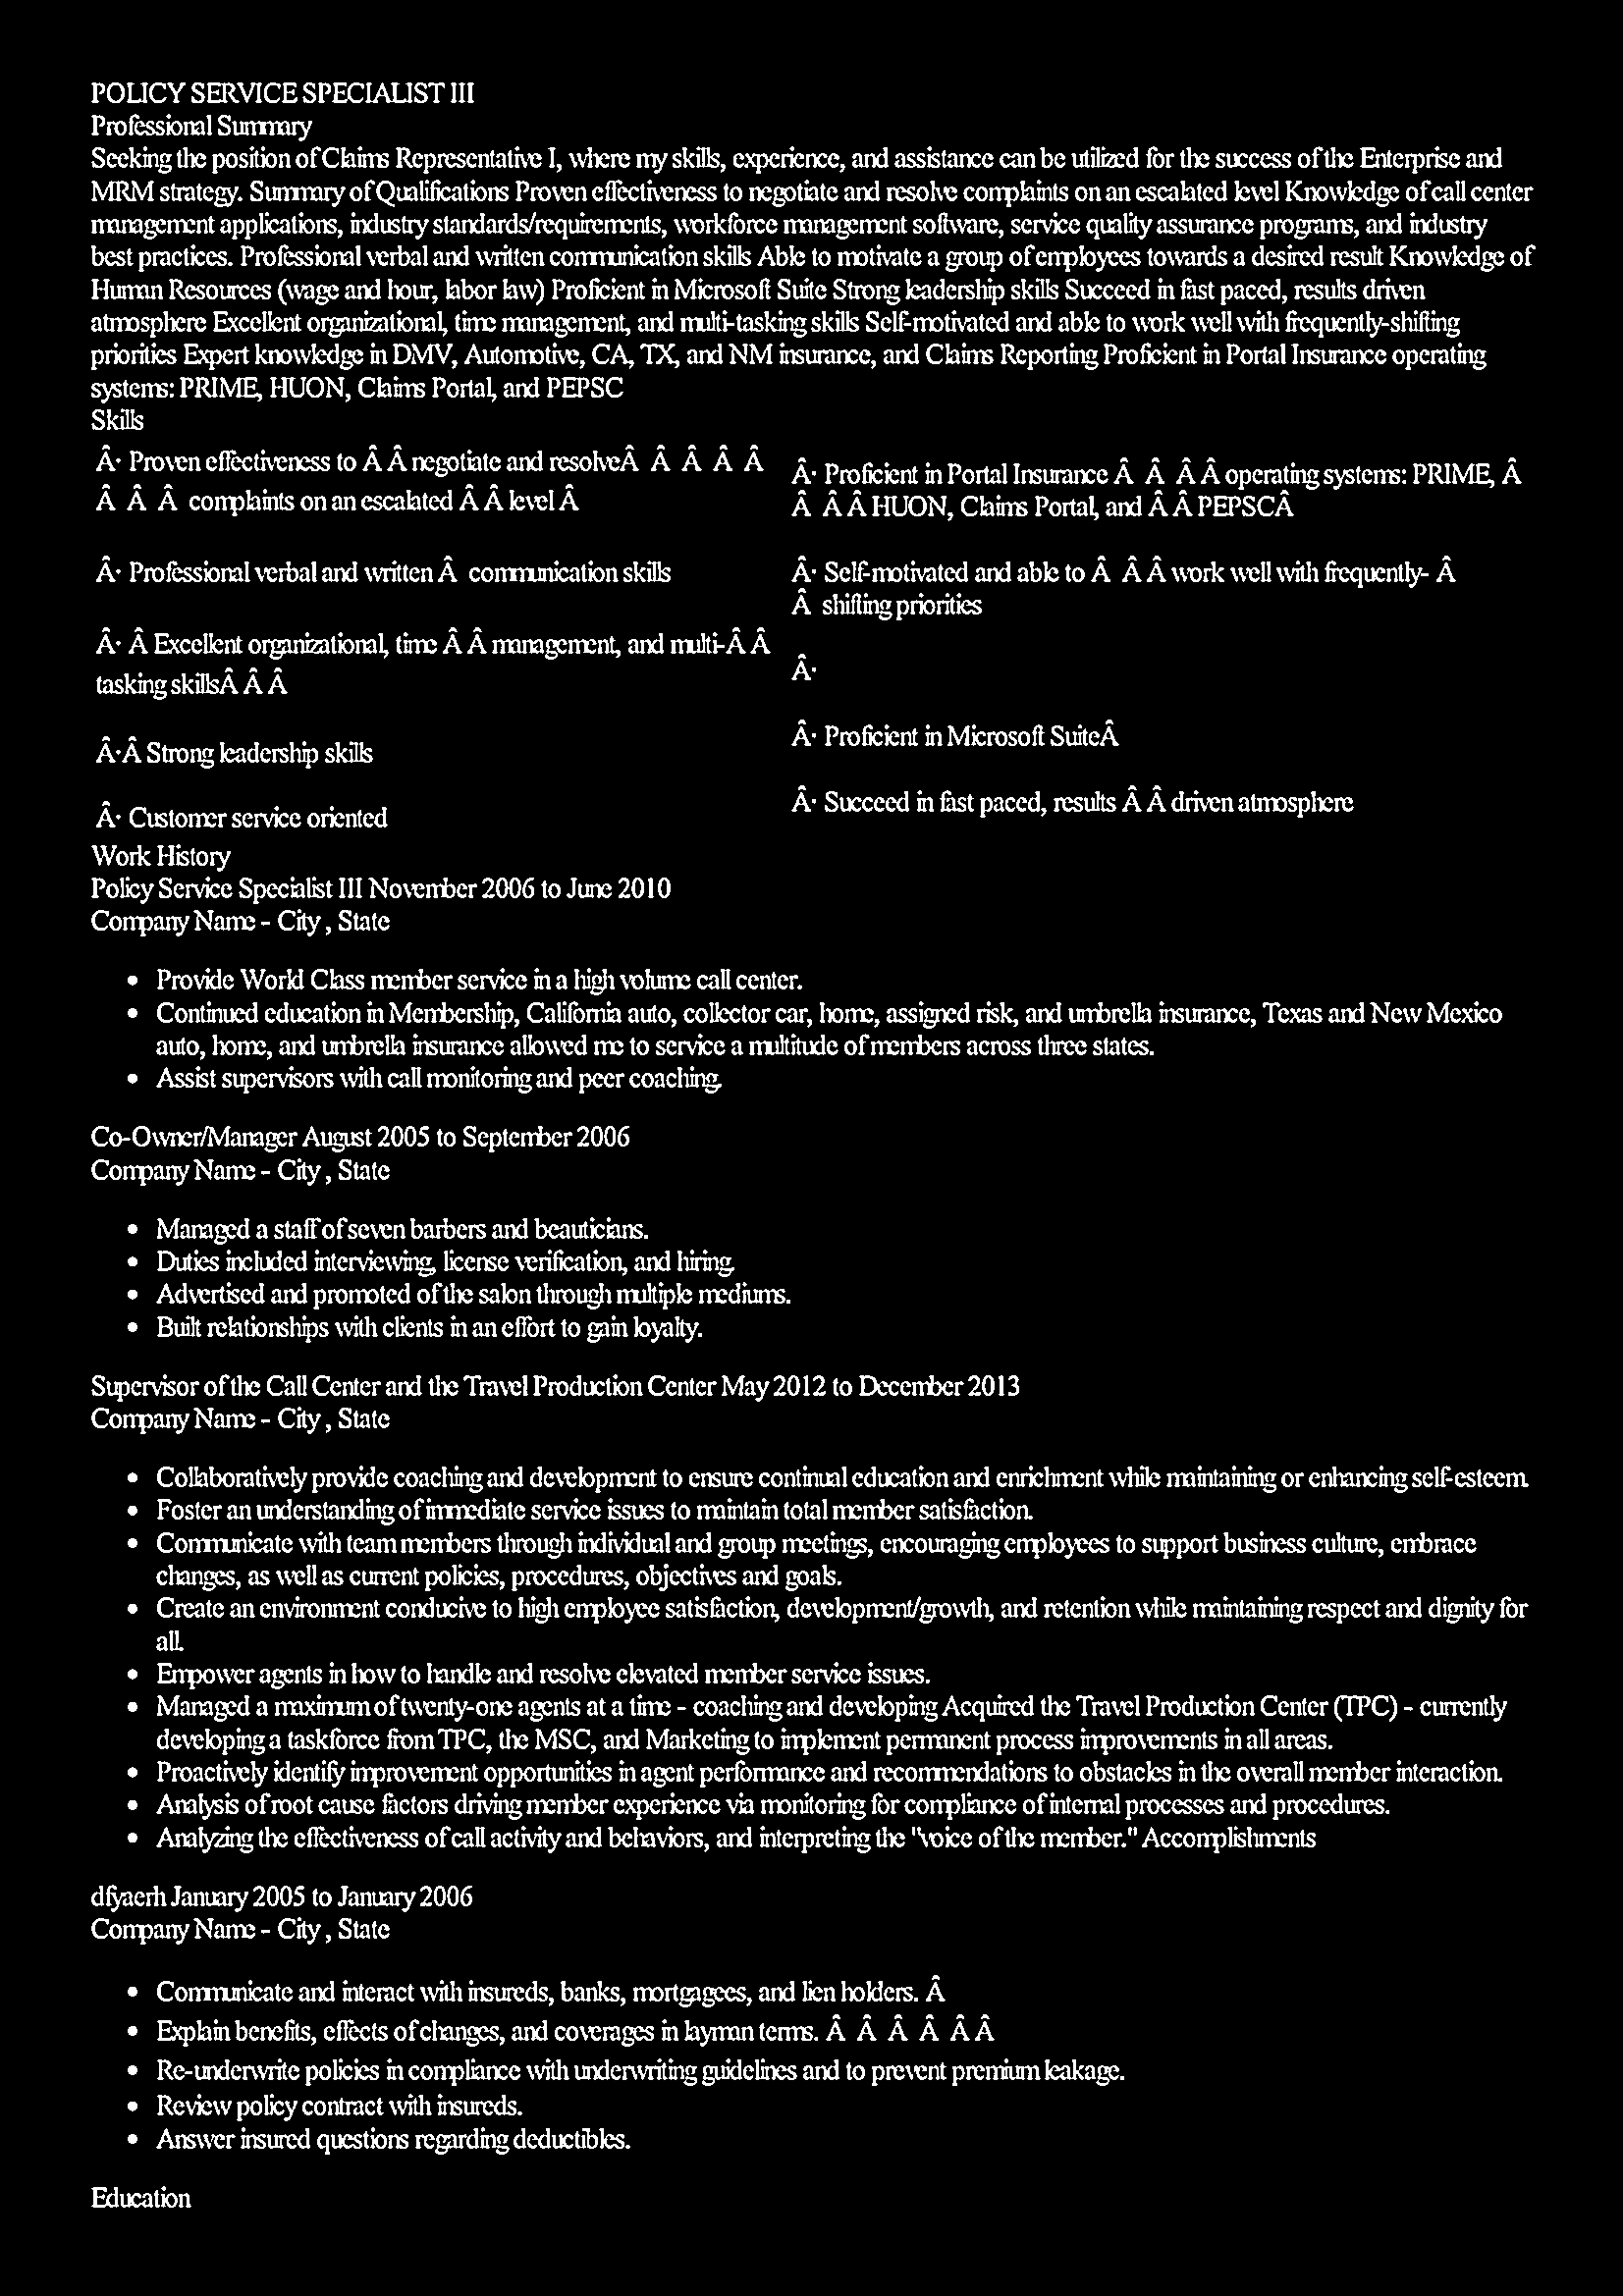 POLICY SERVICE SPECIALIST III
Professional Summary
Seeking the position of Claims Representative I, where my skills, experience, and assistance can be utilized for the success of the Enterprise and
MRM strategy. Summary of Qualifications Proven effectiveness to negotiate and resolve complaints on an escalated level Knowledge of call center
management applications, industry standards/requirements, workforce management software, service quality assurance programs, and industry
best practices. Professional verbal and written communication skills Able to motivate a group of employees towards a desired result Knowledge of
Human Resources (wage and hour, labor law) Proficient in Microsoft Suite Strong leadership skills Succeed in fast paced, results driven
atmosphere Excellent organizational, time management, and multi-tasking skills Self-motivated and able to work well with frequently-shifting
priorities Expert knowledge in DMV, Automotive, CA, TX, and NM insurance, and Claims Reporting Proficient in Portal Insurance operating
systems: PRIME, HUON, Claims Portal, and PEPSC
Skills
Â· Proven effectiveness to Â Â negotiate and resolveÂ Â Â Â Â
Â Â Â complaints on an escalated Â Â level Â
Â· Professional verbal and written Â communication skills
Â· Â Excellent organizational, time Â Â management, and multi-Â Â
tasking skillsÂ Â Â
Â·Â Strong leadership skills
Â· Customer service oriented
Â· Proficient in Portal Insurance Â Â Â Â operating systems: PRIME, Â
Â Â Â HUON, Claims Portal, and Â Â PEPSCÂ
Â· Self-motivated and able to Â Â Â work well with frequently- Â
Â shifting priorities
Â·
Â· Proficient in Microsoft SuiteÂ
Â· Succeed in fast paced, results Â Â driven atmosphere
Work History
Policy Service Specialist III November 2006 to June 2010
Company Name - City , State
• Provide World Class member service in a high volume call center.
• Continued education in Membership, California auto, collector car, home, assigned risk, and umbrella insurance, Texas and New Mexico
auto, home, and umbrella insurance allowed me to service a multitude of members across three states.
• Assist supervisors with call monitoring and peer coaching.
Co-Owner/Manager August 2005 to September 2006
Company Name - City , State
• Managed a staff of seven barbers and beauticians.
• Duties included interviewing, license verification, and hiring.
• Advertised and promoted of the salon through multiple mediums.
• Built relationships with clients in an effort to gain loyalty.
Supervisor of the Call Center and the Travel Production Center May 2012 to December 2013
Company Name - City , State
• Collaboratively provide coaching and development to ensure continual education and enrichment while maintaining or enhancing self-esteem.
• Foster an understanding of immediate service issues to maintain total member satisfaction.
• Communicate with team members through individual and group meetings, encouraging employees to support business culture, embrace
changes, as well as current policies, procedures, objectives and goals.
• Create an environment conducive to high employee satisfaction, development/growth, and retention while maintaining respect and dignity for
all.
• Empower agents in how to handle and resolve elevated member service issues.
• Managed a maximum of twenty-one agents at a time - coaching and developing Acquired the Travel Production Center (TPC) - currently
developing a taskforce from TPC, the MSC, and Marketing to implement permanent process improvements in all areas.
• Proactively identify improvement opportunities in agent performance and recommendations to obstacles in the overall member interaction.
• Analysis of root cause factors driving member experience via monitoring for compliance of internal processes and procedures.
• Analyzing the effectiveness of call activity and behaviors, and interpreting the "voice of the member." Accomplishments
dfyaerh January 2005 to January 2006
Company Name - City , State
• Communicate and interact with insureds, banks, mortgagees, and lien holders. Â
• Explain benefits, effects of changes, and coverages in layman terms. Â Â Â Â Â Â
• Re-underwrite policies in compliance with underwriting guidelines and to prevent premium leakage.
• Review policy contract with insureds.
• Answer insured questions regarding deductibles.
Education